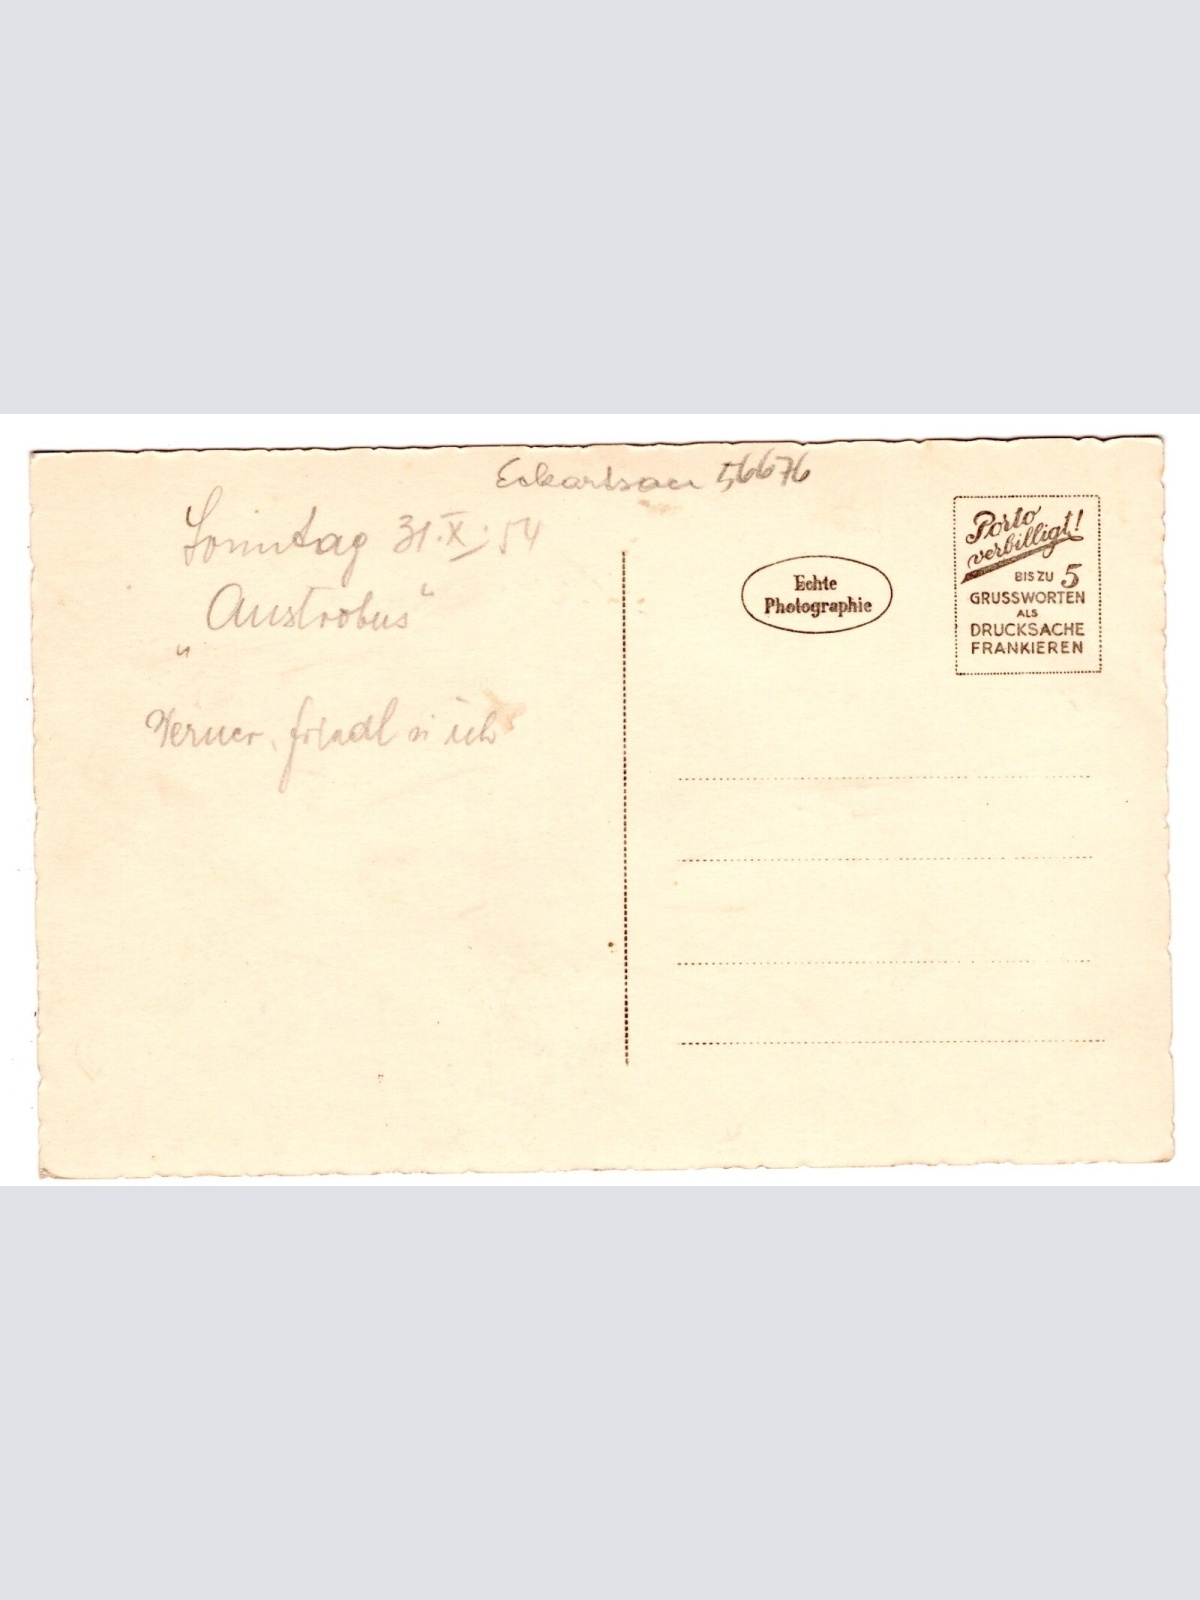 Eckartsau 56676
Sonntag 31.X.54
„Austrobus“
Werner, Friedl u ich
Echte
Photographie
Porto
verbilligt!
BIS ZU 5
GRUSSWORTEN
ALS
DRUCKSACHE
FRANKIEREN